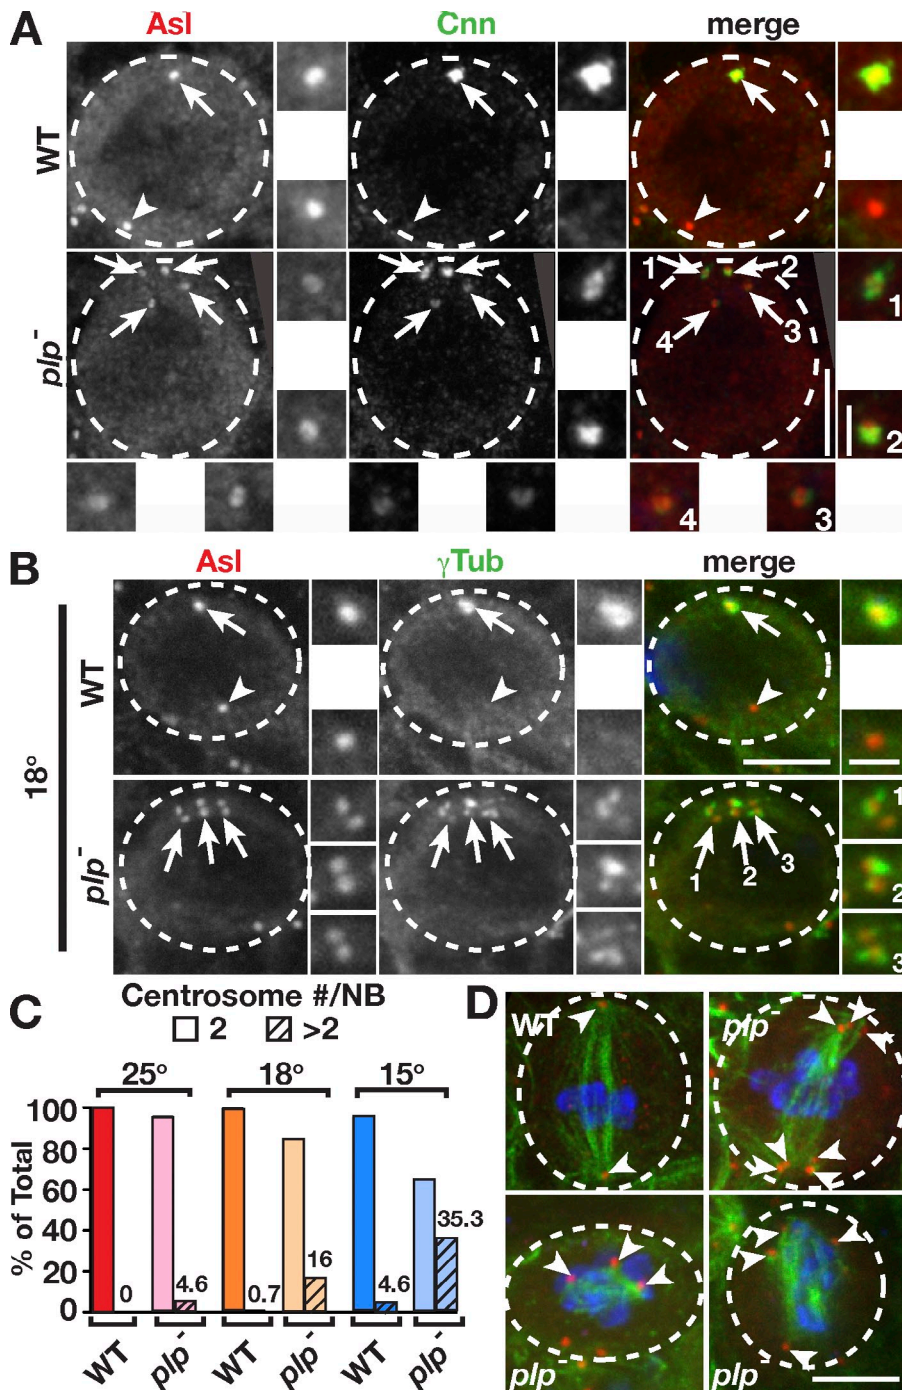 A
Asl Cnn merge
WT
plp⁻
1 2
4 3
1
2
4 3
B
Asl γTub merge
18°
WT
plp⁻
1 2 3
1
2
3
C
Centrosome #/NB
2 >2
25° 18° 15°
% of Total
100
80
60
40
20
0
0 4.6 0.7 16 4.6 35.3
WT plp⁻ WT plp⁻ WT plp⁻
D
WT plp⁻
plp⁻ plp⁻